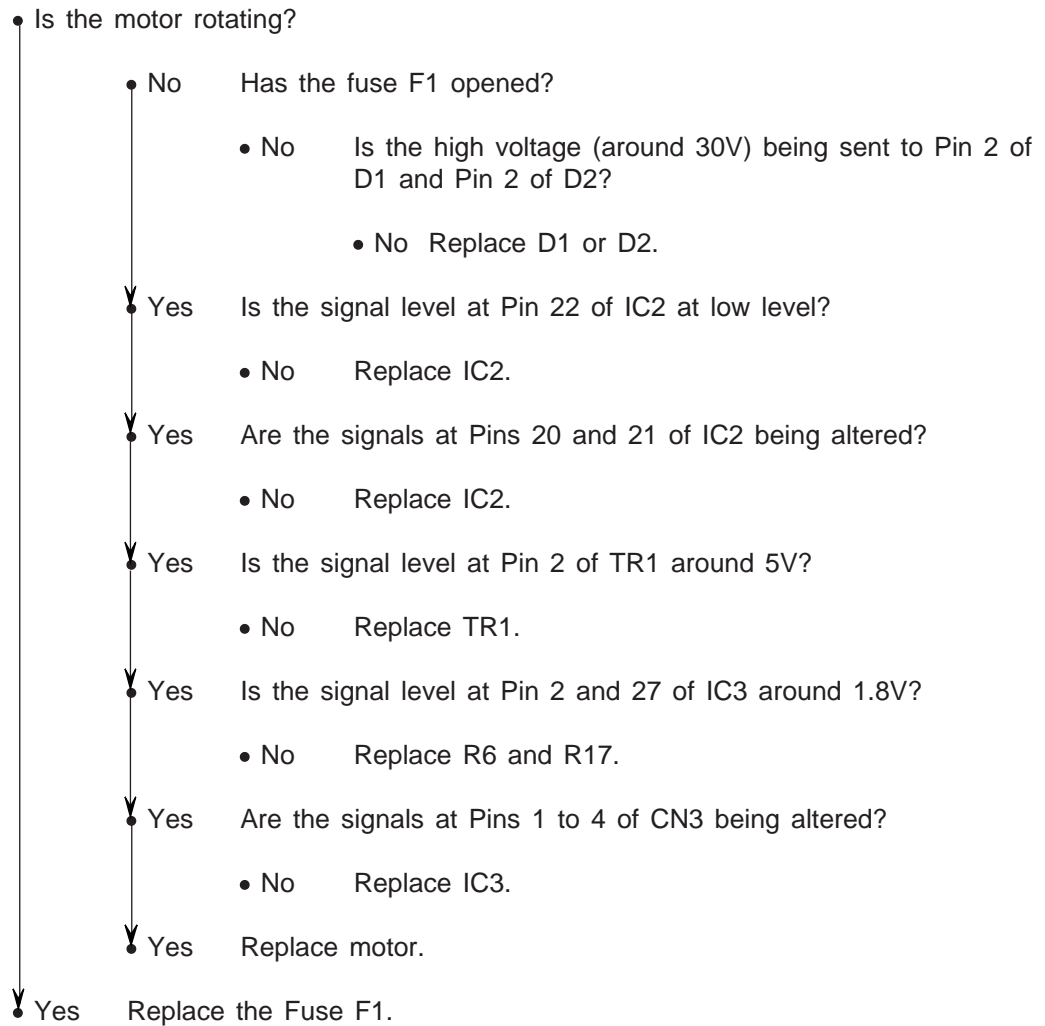 • Is the motor rotating?
• No Has the fuse F1 opened?
• No Is the high voltage (around 30V) being sent to Pin 2 of
D1 and Pin 2 of D2?
• No Replace D1 or D2.
Yes Is the signal level at Pin 22 of IC2 at low level?
• No Replace IC2.
Yes Are the signals at Pins 20 and 21 of IC2 being altered?
• No Replace IC2.
Yes Is the signal level at Pin 2 of TR1 around 5V?
• No Replace TR1.
Yes Is the signal level at Pin 2 and 27 of IC3 around 1.8V?
• No Replace R6 and R17.
Yes Are the signals at Pins 1 to 4 of CN3 being altered?
• No Replace IC3.
Yes Replace motor.
Yes Replace the Fuse F1.